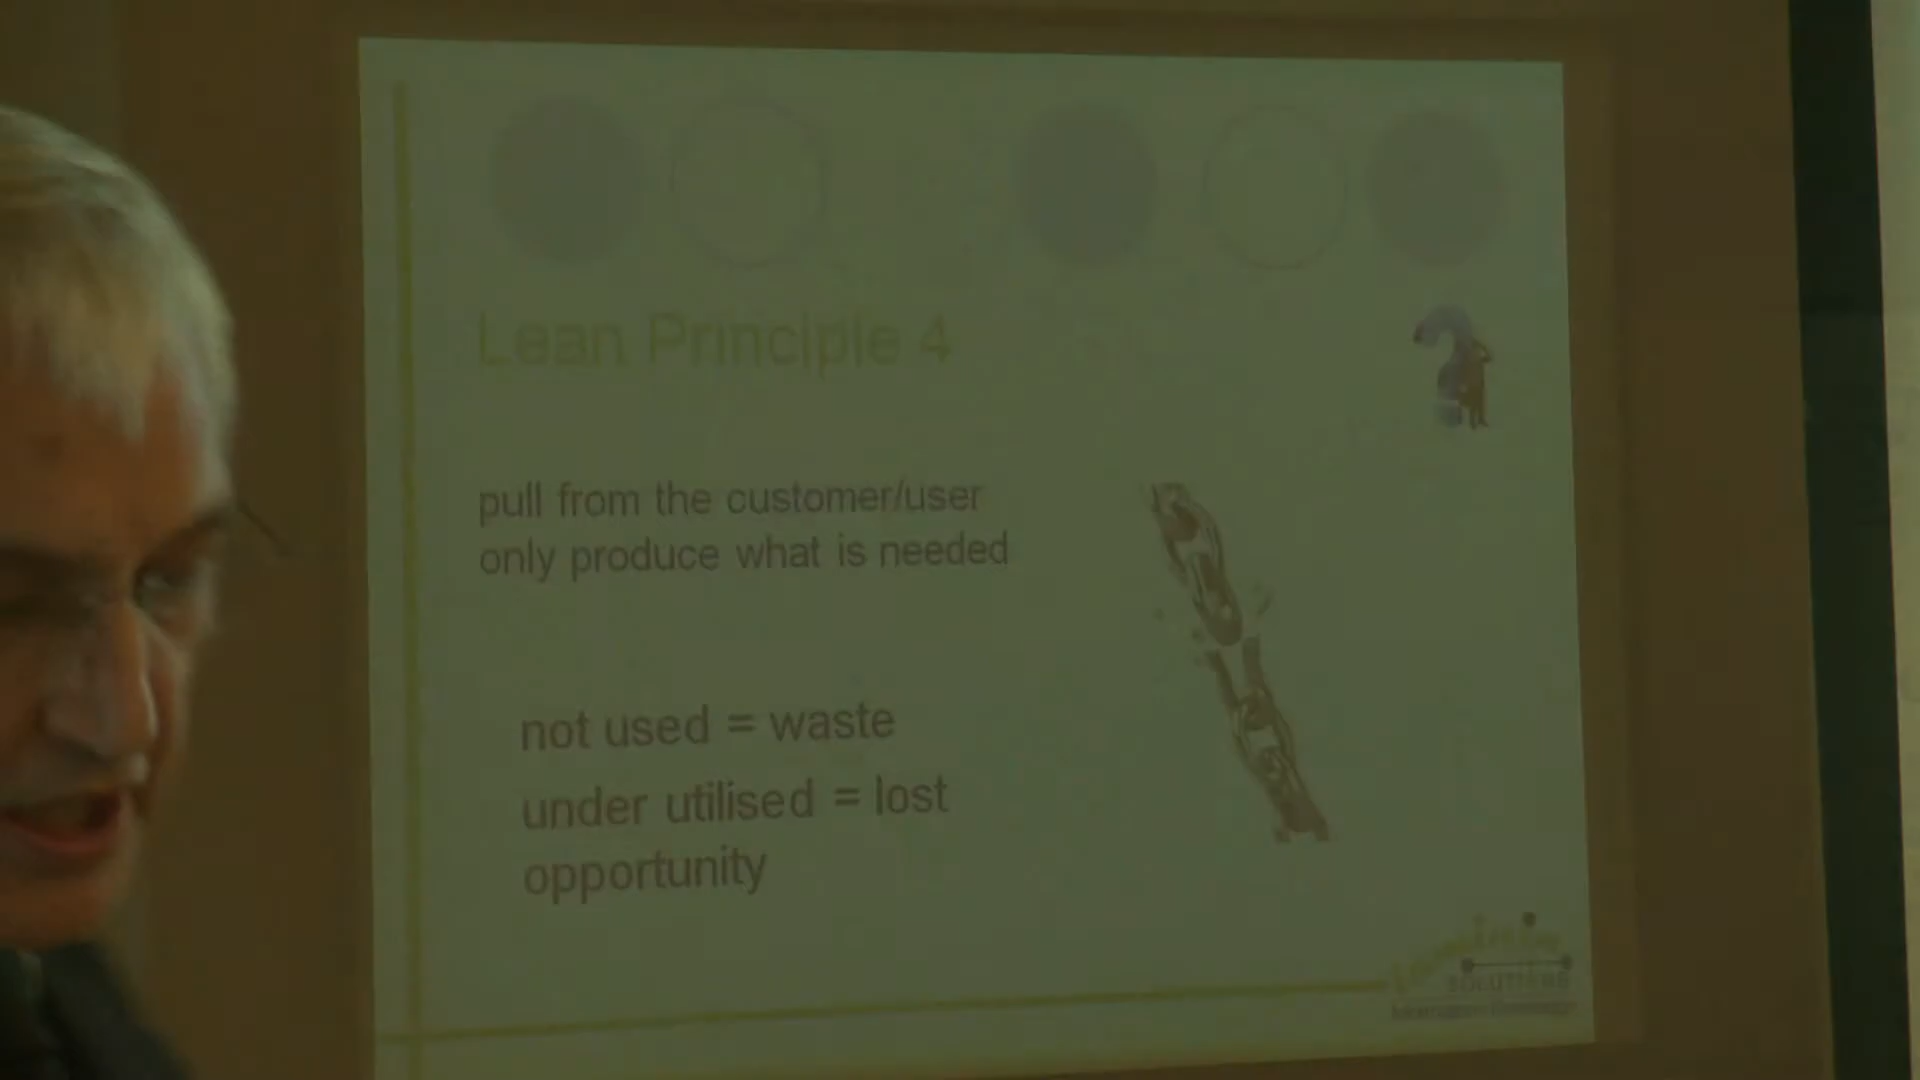 Lean Principle 4
pull from the customer/user
only produce what is needed
not used = waste
under utilised = lost
opportunity
SOLUTIONS